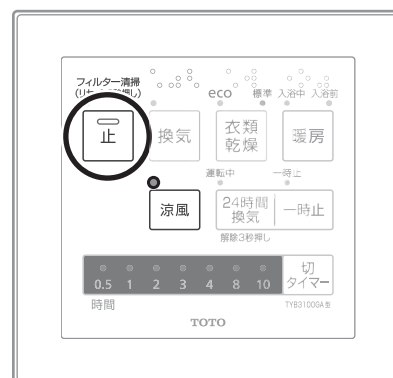 フィルター清掃
eco 標準 入浴中 入浴前
止
換気
衣類
乾燥
暖房
運転中 一時止
涼風
24時間
換気
一時止
解除3秒押し
0.5 1 2 3 4 8 10
切
タイマー
時間
TYB3100GA型
TOTO